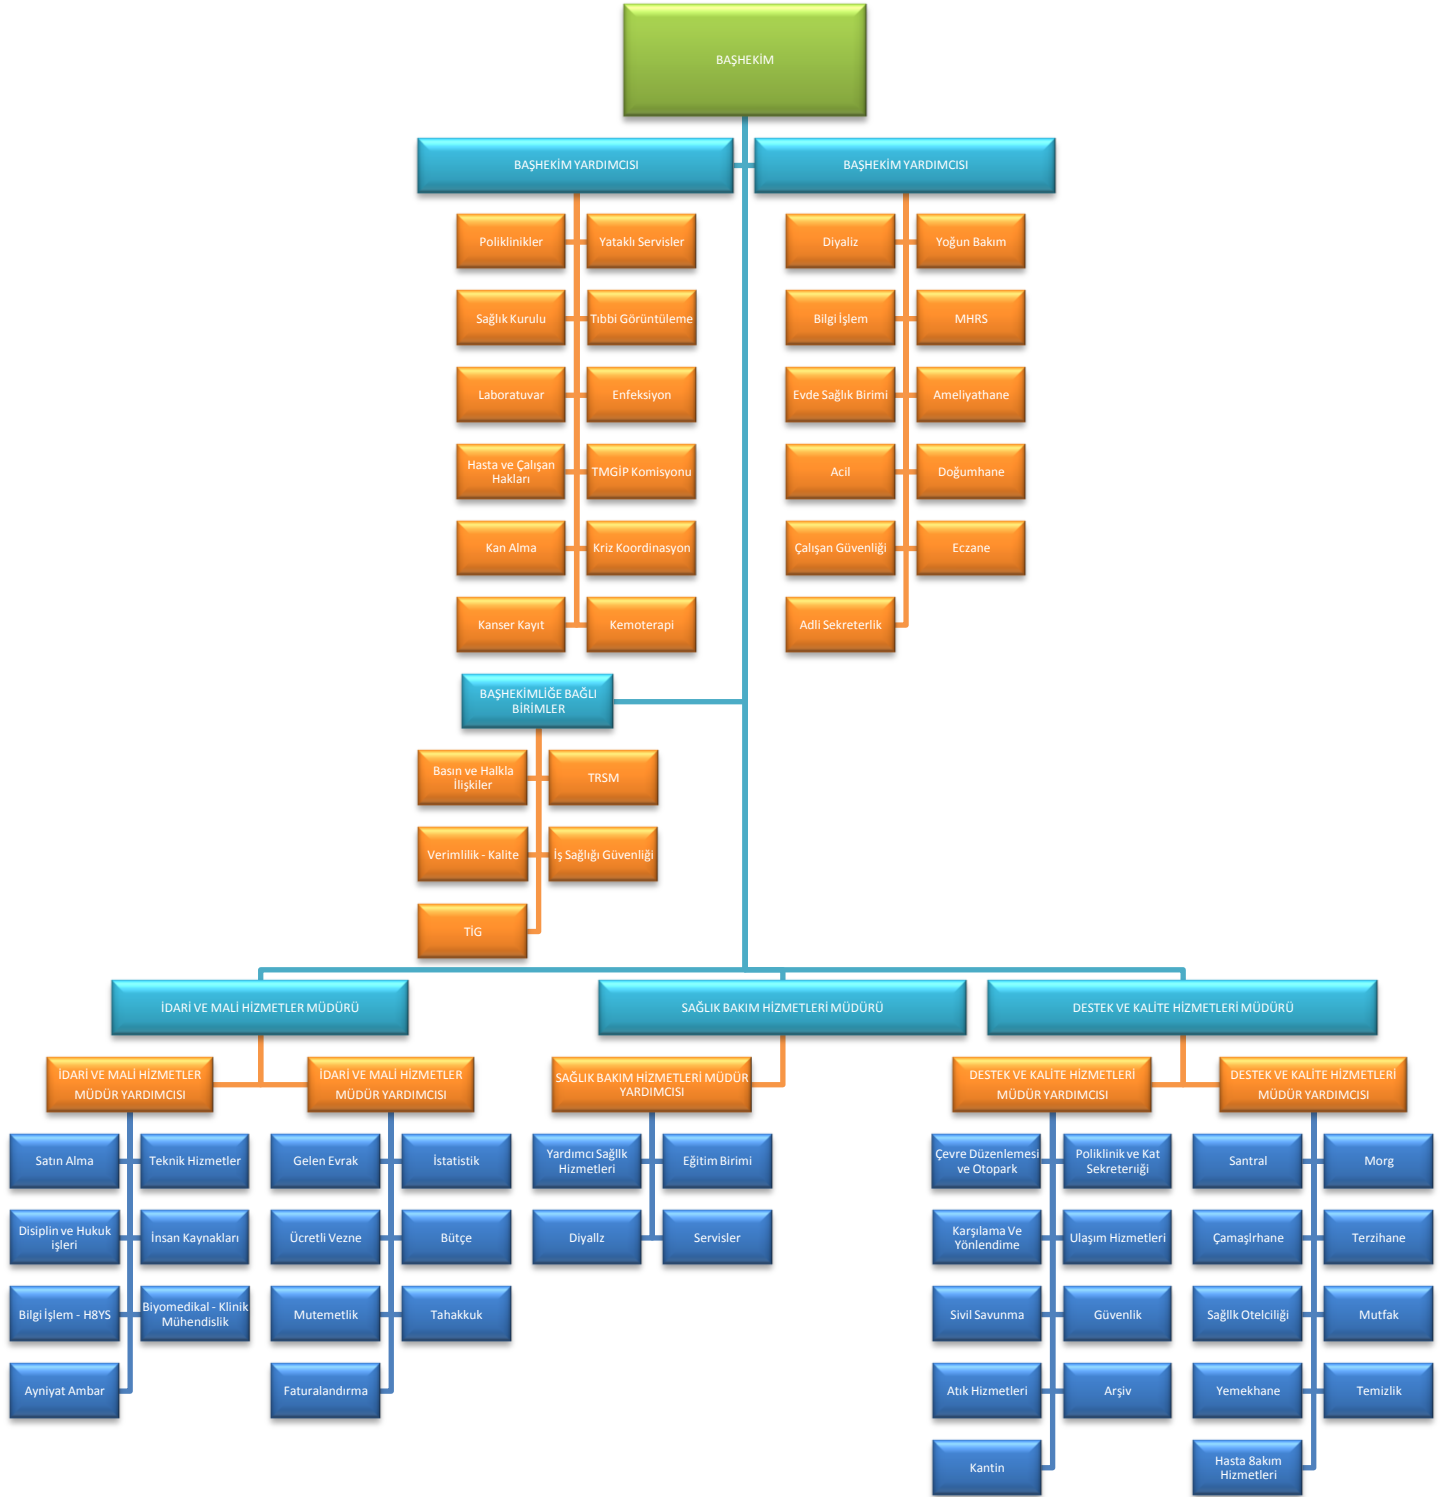 BAŞHEKİM
BAŞHEKİM YARDIMCISI
BAŞHEKİM YARDIMCISI
Poliklinikler
Yataklı Servisler
Diyaliz
Yoğun Bakım
Sağlık Kurulu
Tıbbi Görüntüleme
Bilgi İşlem
MHRS
Laboratuvar
Enfeksiyon
Evde Sağlık Birimi
Ameliyathane
Hasta ve Çalışan
Hakları
TMGİP Komisyonu
Acil
Doğumhane
Kan Alma
Kriz Koordinasyon
Çalışan Güvenliği
Eczane
Kanser Kayıt
Kemoterapi
Adli Sekreterlik
BAŞHEKİMLİĞE BAĞLI
BİRİMLER
Basın ve Halkla
İlişkiler
TRSM
Verimlilik - Kalite
İş Sağlığı Güvenliği
TİG
İDARİ VE MALİ HİZMETLER MÜDÜRÜ
SAĞLIK BAKIM HİZMETLERİ MÜDÜRÜ
DESTEK VE KALİTE HİZMETLERİ MÜDÜRÜ
İDARİ VE MALİ HİZMETLER
MÜDÜR YARDIMCISI
İDARİ VE MALİ HİZMETLER
MÜDÜR YARDIMCISI
SAĞLIK BAKIM HİZMETLERİ MÜDÜR
YARDIMCISI
DESTEK VE KALİTE HİZMETLERİ
MÜDÜR YARDIMCISI
DESTEK VE KALİTE HİZMETLERİ
MÜDÜR YARDIMCISI
Satın Alma
Teknik Hizmetler
Gelen Evrak
İstatistik
Yardımcı Sağllk
Hizmetleri
Eğitim Birimi
Çevre Düzenlemesi
ve Otopark
Poliklinik ve Kat
Sekreterıiği
Santral
Morg
Disiplin ve Hukuk
işleri
İnsan Kaynakları
Ücretli Vezne
Bütçe
Diyallz
Servisler
Karşılama Ve
Yönlendime
Ulaşım Hizmetleri
Çamaşlrhane
Terzihane
Bilgi İşlem - H8YS
Biyomedikal - Klinik
Mühendislik
Mutemetlik
Tahakkuk
Sivil Savunma
Güvenlik
Sağllk Otelciliği
Mutfak
Ayniyat Ambar
Faturalandırma
Atık Hizmetleri
Arşiv
Yemekhane
Temizlik
Kantin
Hasta 8akım
Hizmetleri